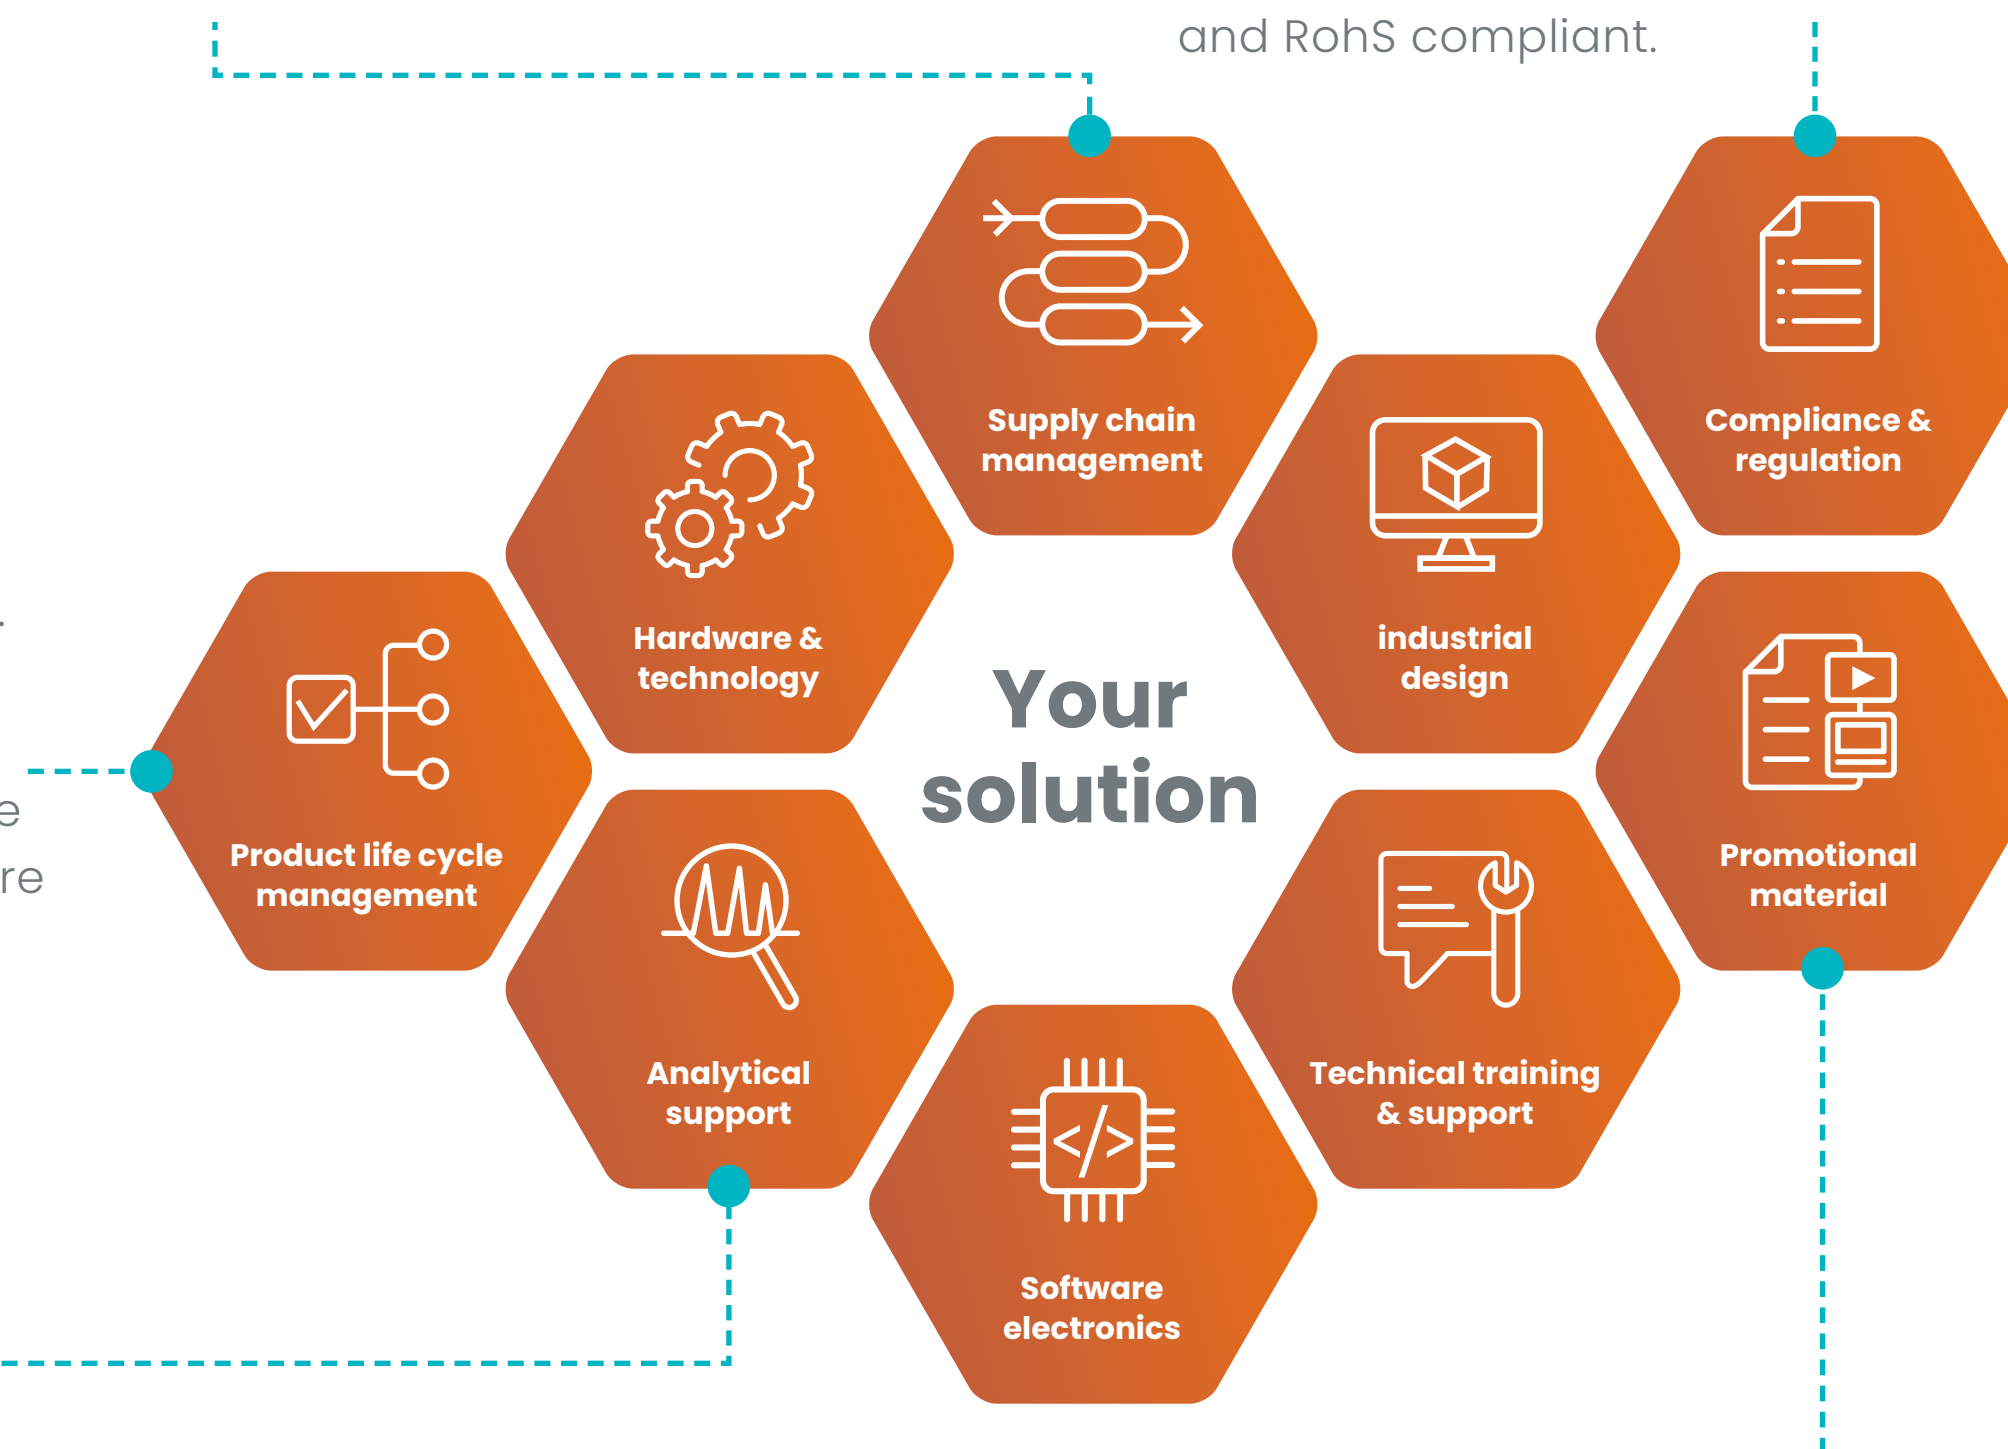 and RohS compliant.
Supply chain
management
Compliance &
regulation
Hardware &
technology
industrial
design
Your
solution
Product life cycle
management
Promotional
material
Analytical
support
Technical training
& support
</>
Software
electronics